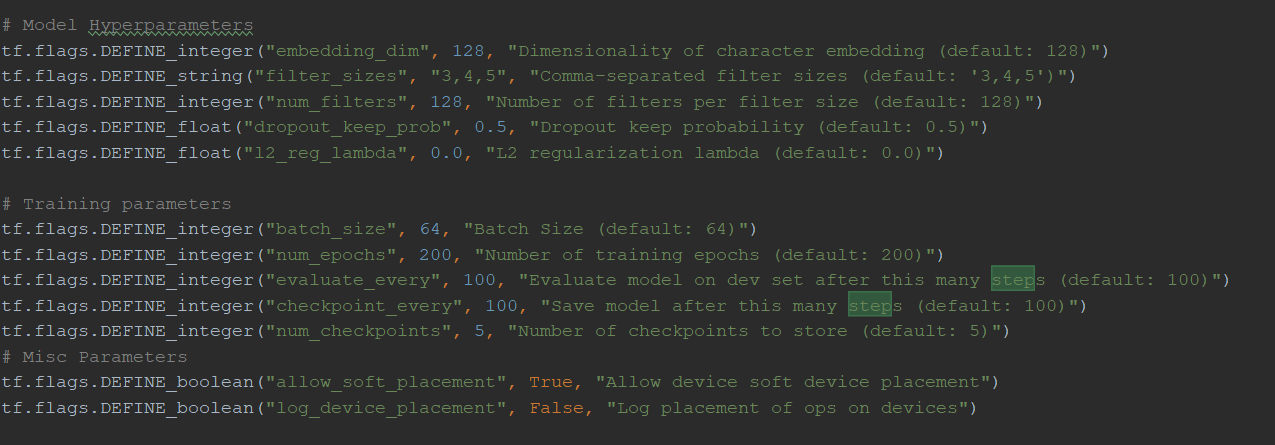 # Model Hyperparameters
tf.flags.DEFINE_integer("embedding_dim", 128, "Dimensionality of character embedding (default: 128)")
tf.flags.DEFINE_string("filter_sizes", "3,4,5", "Comma-separated filter sizes (default: '3,4,5')")
tf.flags.DEFINE_integer("num_filters", 128, "Number of filters per filter size (default: 128)")
tf.flags.DEFINE_float("dropout_keep_prob", 0.5, "Dropout keep probability (default: 0.5)")
tf.flags.DEFINE_float("l2_reg_lambda", 0.0, "L2 regularization lambda (default: 0.0)")
# Training parameters
tf.flags.DEFINE_integer("batch_size", 64, "Batch Size (default: 64)")
tf.flags.DEFINE_integer("num_epochs", 200, "Number of training epochs (default: 200)")
tf.flags.DEFINE_integer("evaluate_every", 100, "Evaluate model on dev set after this many steps (default: 100)")
tf.flags.DEFINE_integer("checkpoint_every", 100, "Save model after this many steps (default: 100)")
tf.flags.DEFINE_integer("num_checkpoints", 5, "Number of checkpoints to store (default: 5)")
# Misc Parameters
tf.flags.DEFINE_boolean("allow_soft_placement", True, "Allow device soft device placement")
tf.flags.DEFINE_boolean("log_device_placement", False, "Log placement of ops on devices")